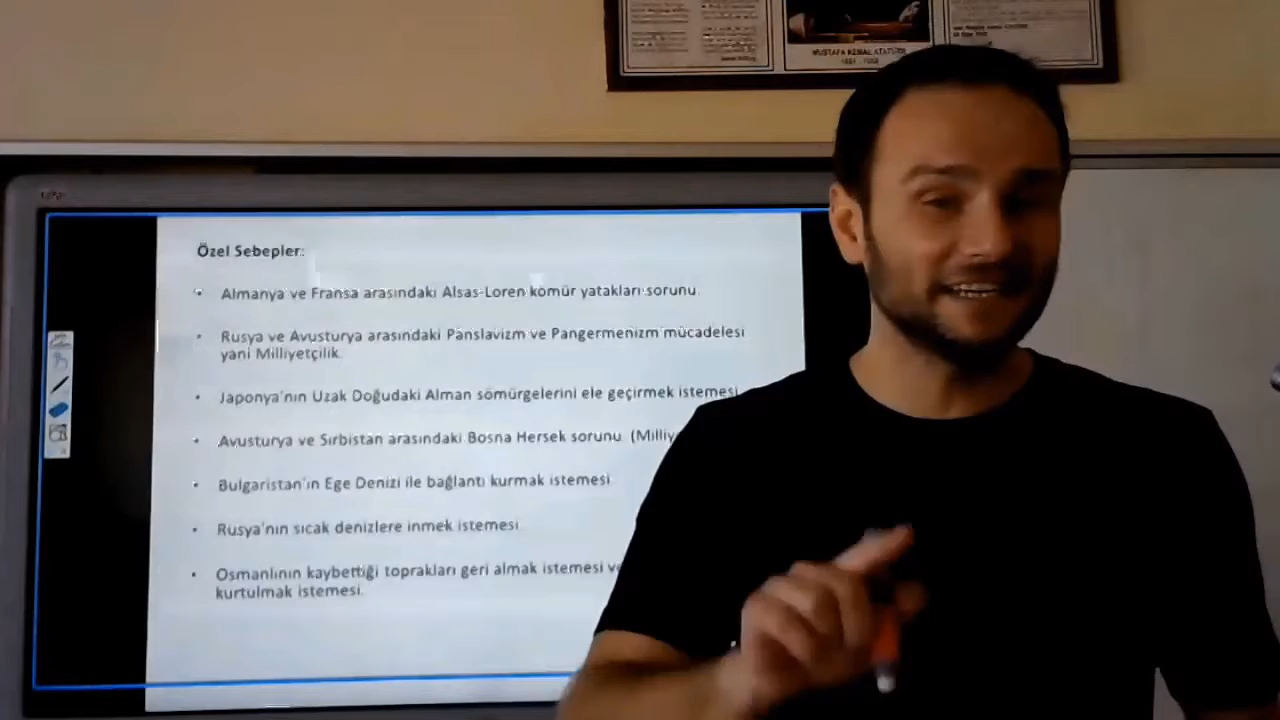 MUSTAFA KEMAL ATATÜRK
1881 - 1938
Özel Sebepler:
• Almanya ve Fransa arasındaki Alsas-Loren kömür yatakları sorunu.
• Rusya ve Avusturya arasındaki Panslavizm ve Pangermenizm mücadelesi
yani Milliyetçilik.
• Japonya'nın Uzak Doğudaki Alman sömürgelerini ele geçirmek istemesi
• Avusturya ve Sırbistan arasındaki Bosna Hersek sorunu. (Milliy
• Bulgaristan'ın Ege Denizi ile bağlantı kurmak istemesi.
• Rusya'nın sıcak denizlere inmek istemesi.
• Osmanlının kaybettiği toprakları geri almak istemesi ve
kurtulmak istemesi.